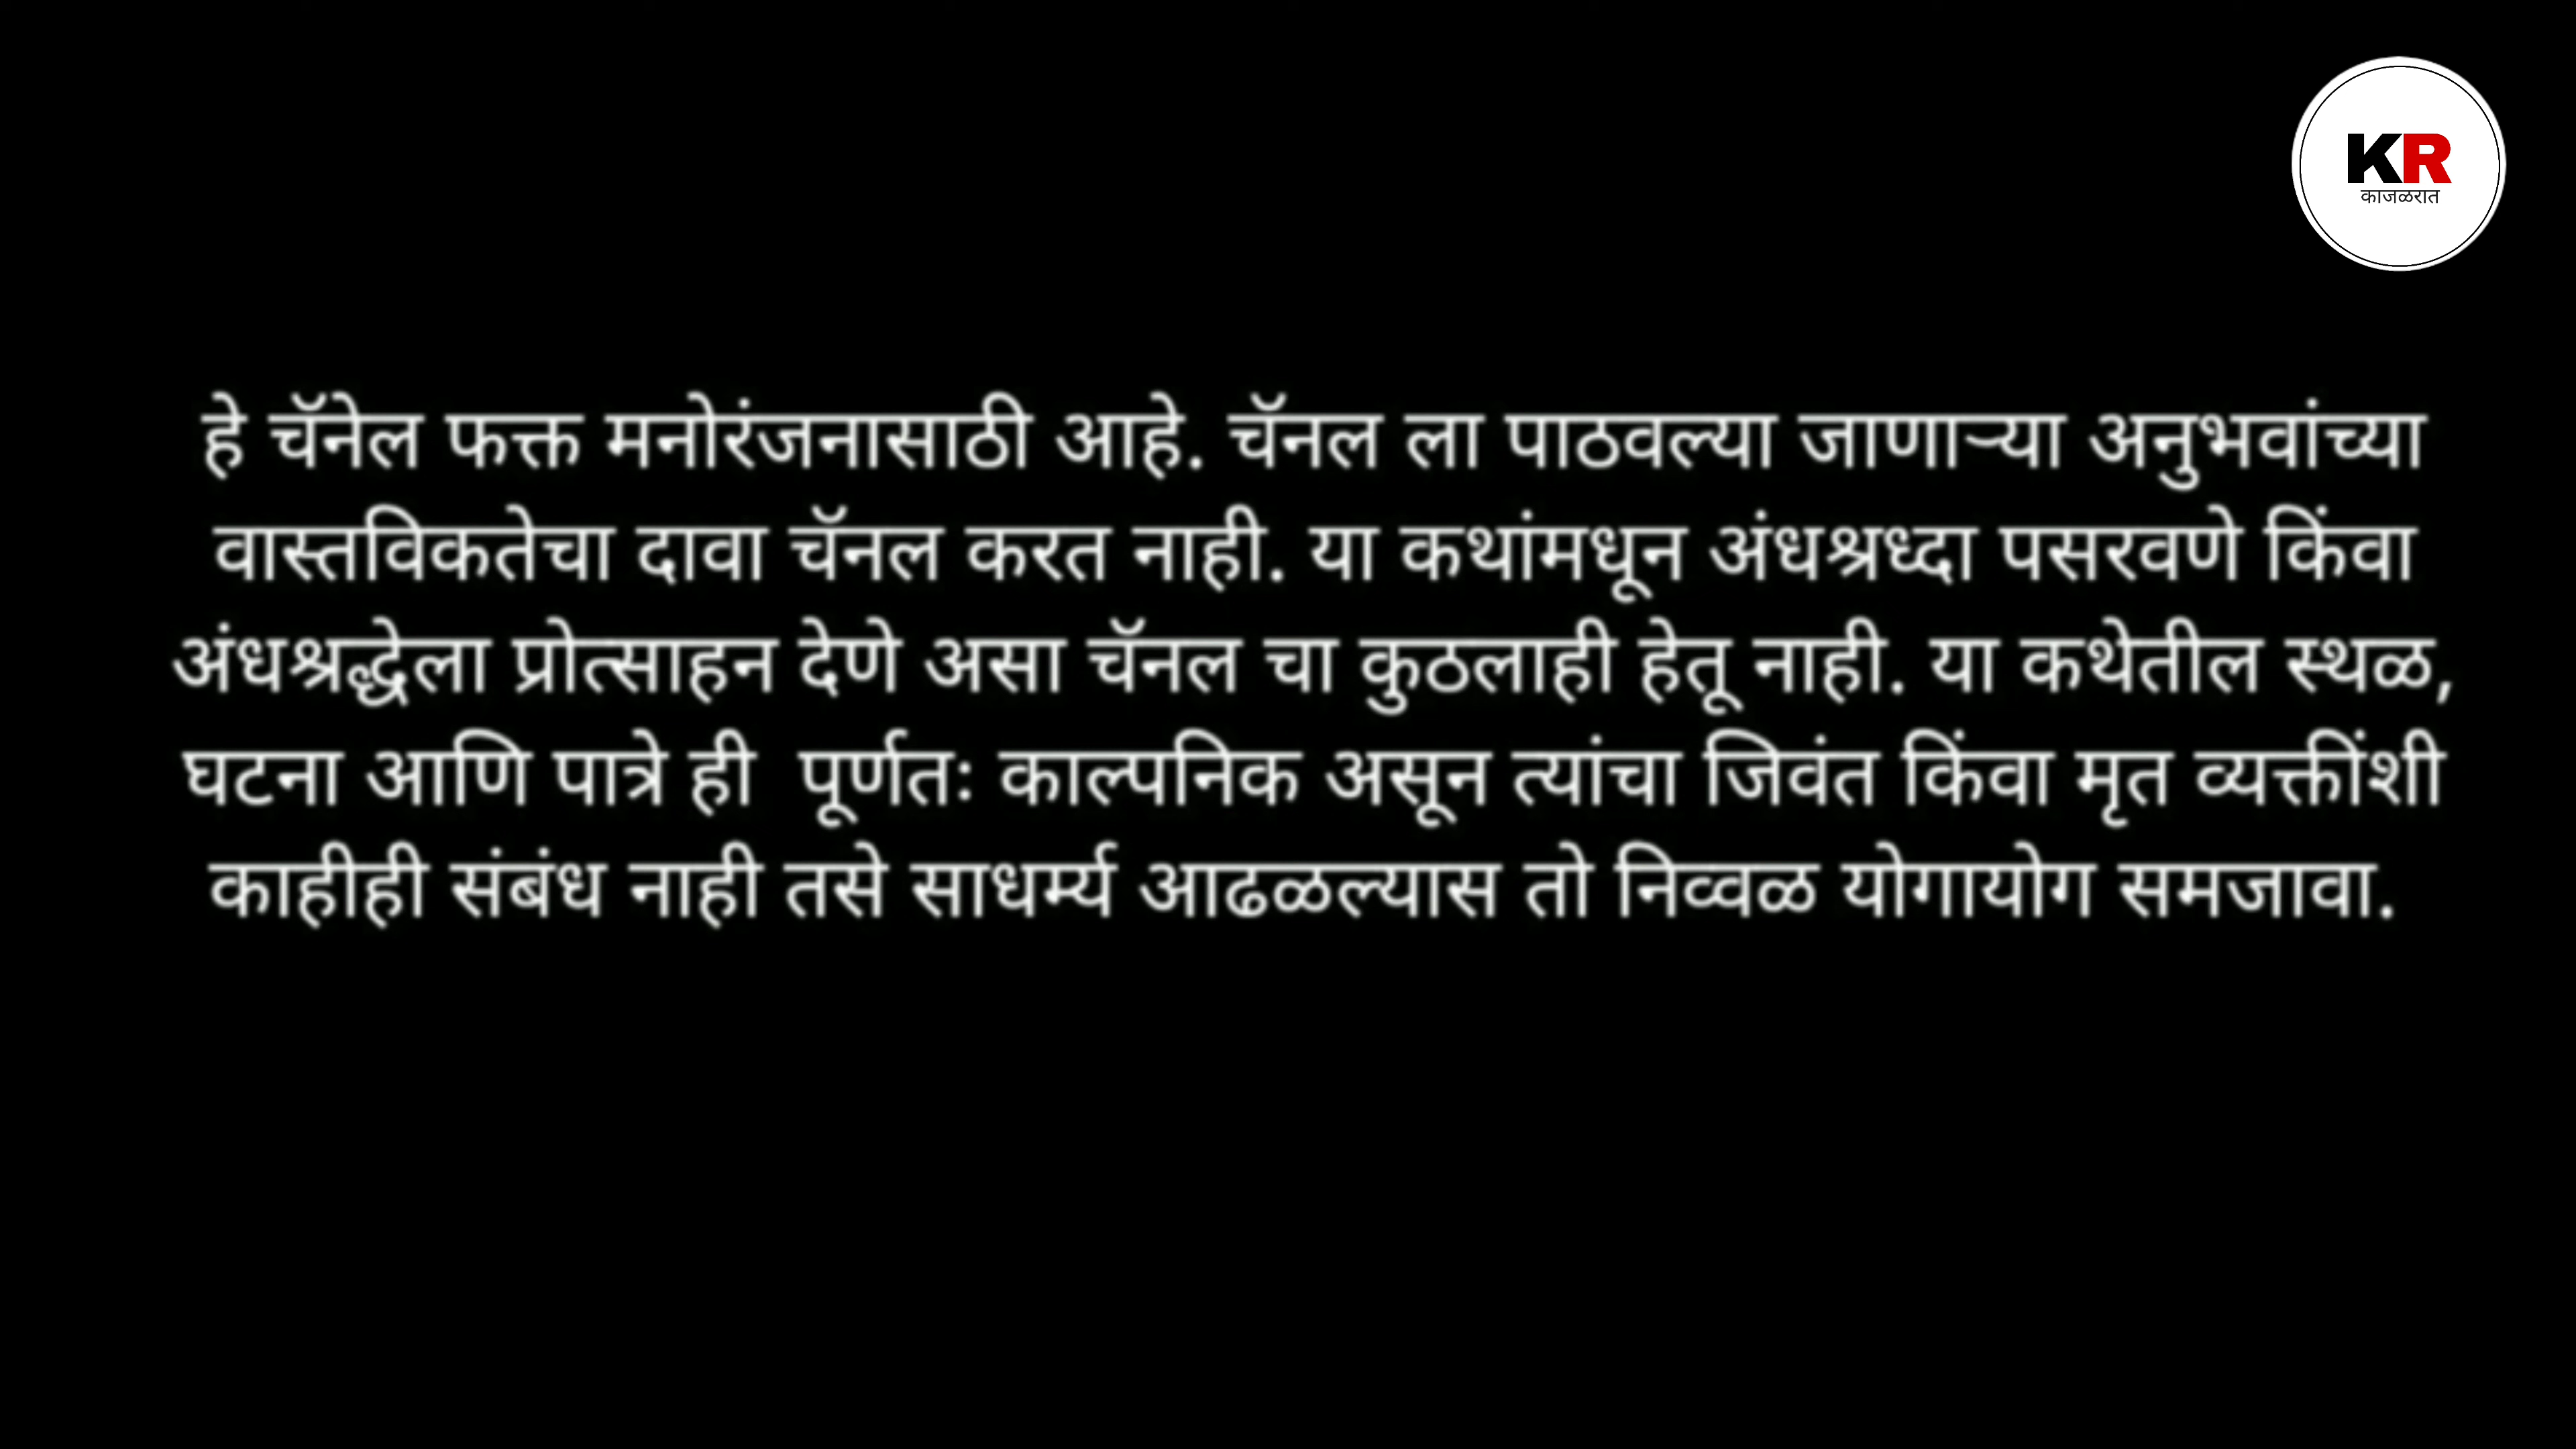 KR
काजळरात
हे चॅनेल फक्त मनोरंजनासाठी आहे. चॅनल ला पाठवल्या जाणाऱ्या अनुभवांच्या
वास्तविकतेचा दावा चॅनल करत नाही. या कथांमधून अंधश्रध्दा पसरवणे किंवा
अंधश्रद्धेला प्रोत्साहन देणे असा चॅनल चा कुठलाही हेतू नाही. या कथेतील स्थळ,
घटना आणि पात्रे ही  पूर्णतः काल्पनिक असून त्यांचा जिवंत किंवा मृत व्यक्तींशी
काहीही संबंध नाही तसे साधर्म्य आढळल्यास तो निव्वळ योगायोग समजावा.